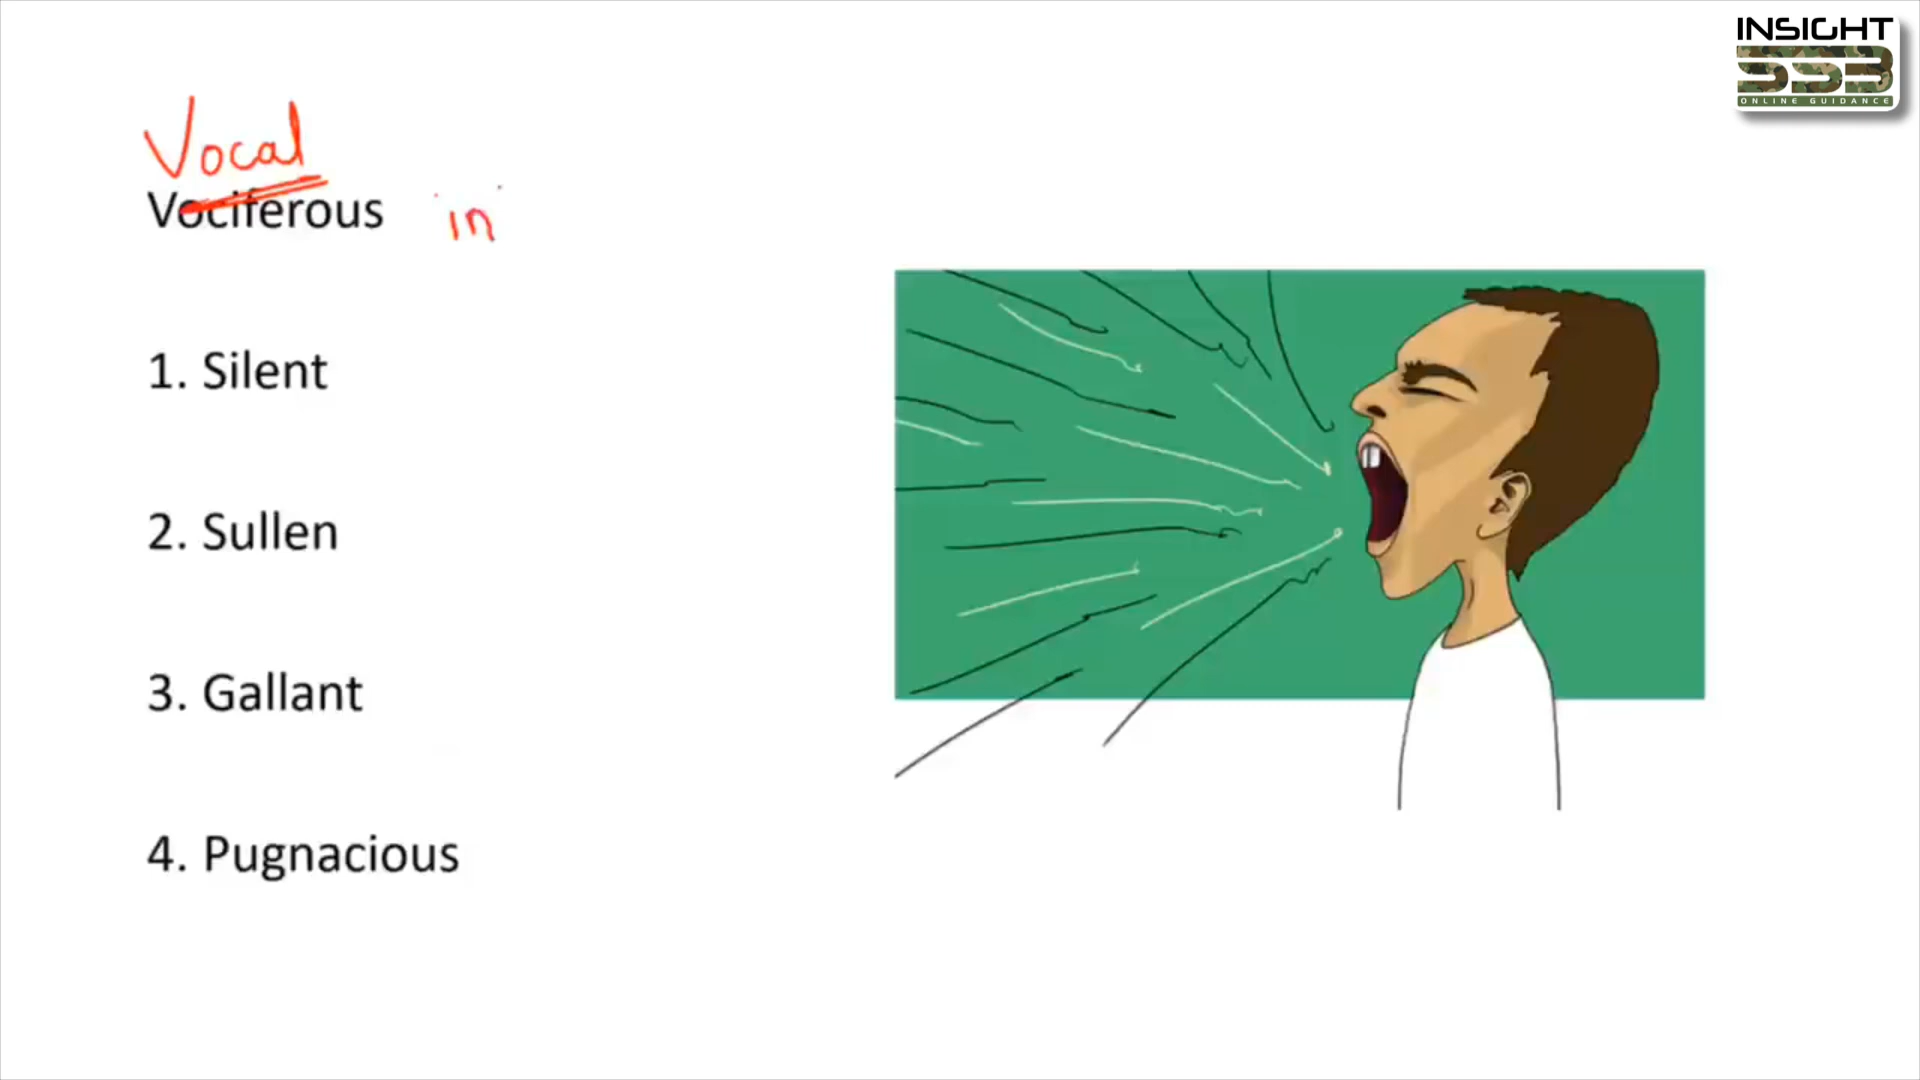 INSIGHT
SSB
ONLINE GUIDANCE
Vocal
Vociferous in
1. Silent
2. Sullen
3. Gallant
4. Pugnacious